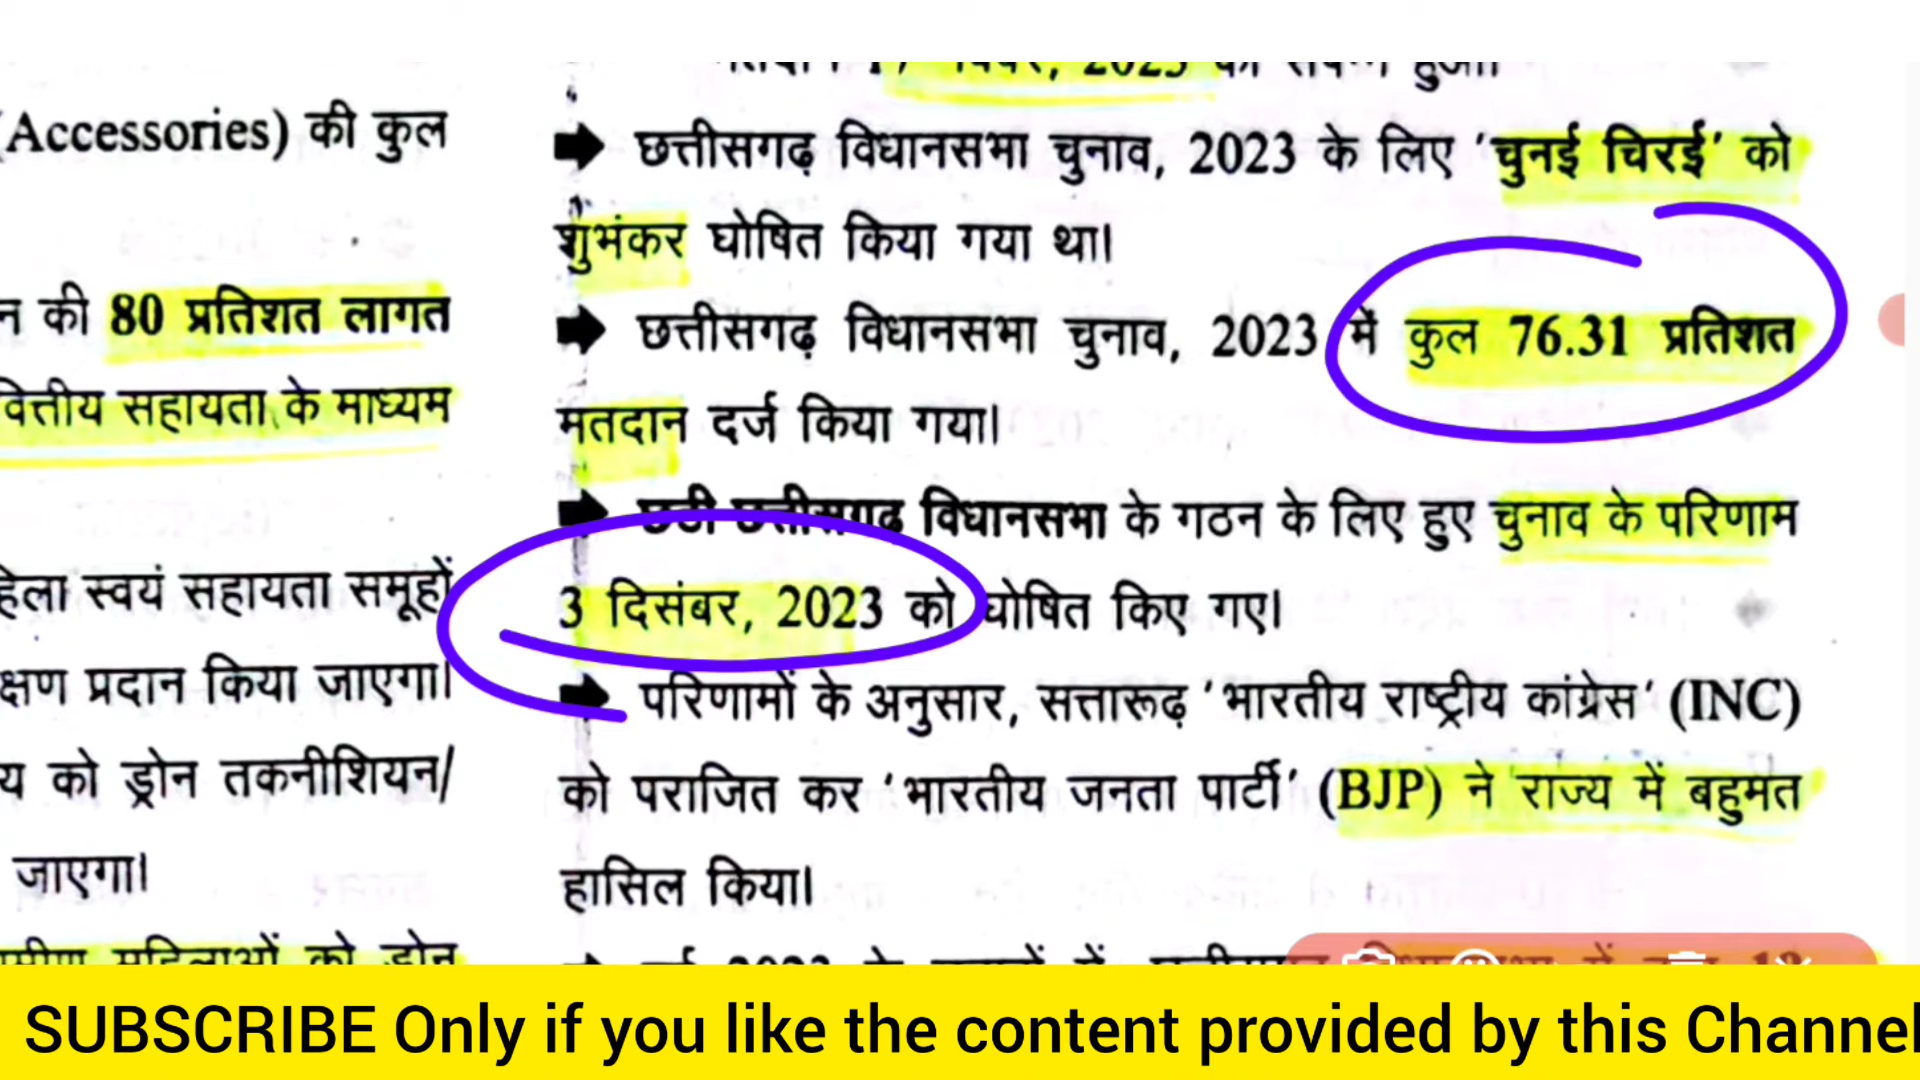 (Accessories) की कुल
न की 80 प्रतिशत लागत
वित्तीय सहायता के माध्यम
हिला स्वयं सहायता समूहों
क्षण प्रदान किया जाएगा।
य को ड्रोन तकनीशियन/
जाएगा।
छत्तीसगढ़ विधानसभा चुनाव, 2023 के लिए 'चुनई चिरई' को
शुभंकर घोषित किया गया था।
छत्तीसगढ़ विधानसभा चुनाव, 2023 में कुल 76.31 प्रतिशत
मतदान दर्ज किया गया।
छठी छत्तीसगढ़ विधानसभा के गठन के लिए हुए चुनाव के परिणाम
3 दिसंबर, 2023 को घोषित किए गए।
परिणामों के अनुसार, सत्तारूढ़ 'भारतीय राष्ट्रीय कांग्रेस' (INC)
को पराजित कर 'भारतीय जनता पार्टी' (BJP) ने राज्य में बहुमत
हासिल किया।
SUBSCRIBE Only if you like the content provided by this Channel